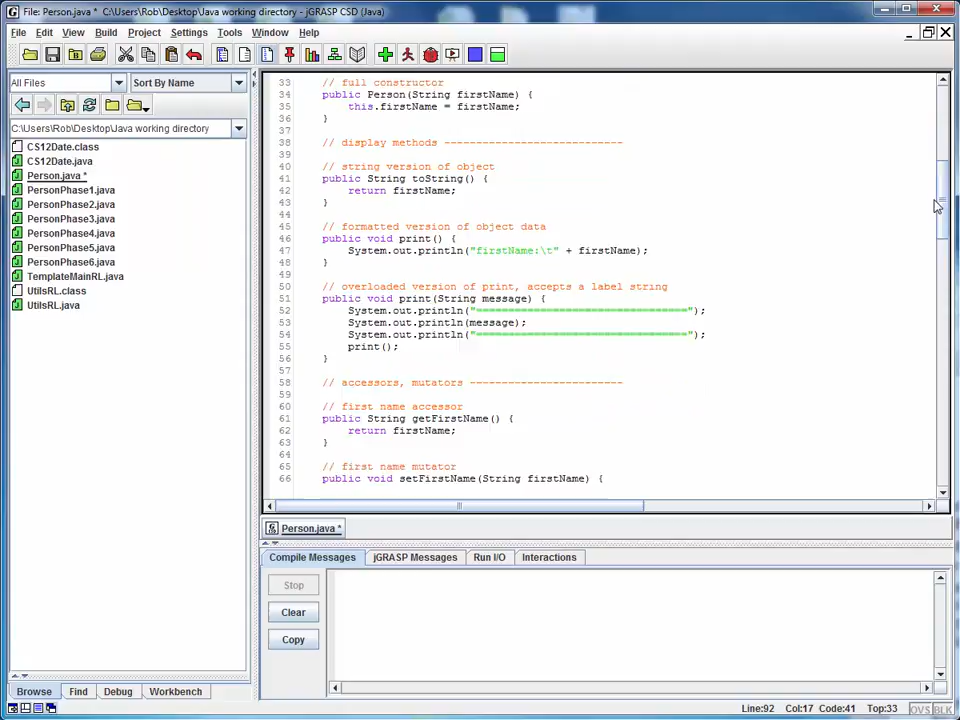 File: Person.java *  C:\Users\Rob\Desktop\Java working directory - jGRASP CSD (Java)
File Edit View Build Project Settings Tools Window Help
All Files Sort By Name
C:\Users\Rob\Desktop\Java working directory
CS12Date.class
CS12Date.java
Person.java *
PersonPhase1.java
PersonPhase2.java
PersonPhase3.java
PersonPhase4.java
PersonPhase5.java
PersonPhase6.java
TemplateMainRL.java
UtilsRL.class
UtilsRL.java
Browse Find Debug Workbench
33 // full constructor
34 public Person(String firstName) {
35 this.firstName = firstName;
36 }
37
38 // display methods ----------------------------
39
40 // string version of object
41 public String toString() {
42 return firstName;
43 }
44
45 // formatted version of object data
46 public void print() {
47 System.out.println("firstName:\t" + firstName);
48 }
49
50 // overloaded version of print, accepts a label string
51 public void print(String message) {
52 System.out.println("=================================");
53 System.out.println(message);
54 System.out.println("=================================");
55 print();
56 }
57
58 // accessors, mutators ------------------------
59
60 // first name accessor
61 public String getFirstName() {
62 return firstName;
63 }
64
65 // first name mutator
66 public void setFirstName(String firstName) {
Person.java *
Compile Messages jGRASP Messages Run I/O Interactions
Stop
Clear
Copy
Line:92 Col:17 Code:41 Top:33 OVS BLK